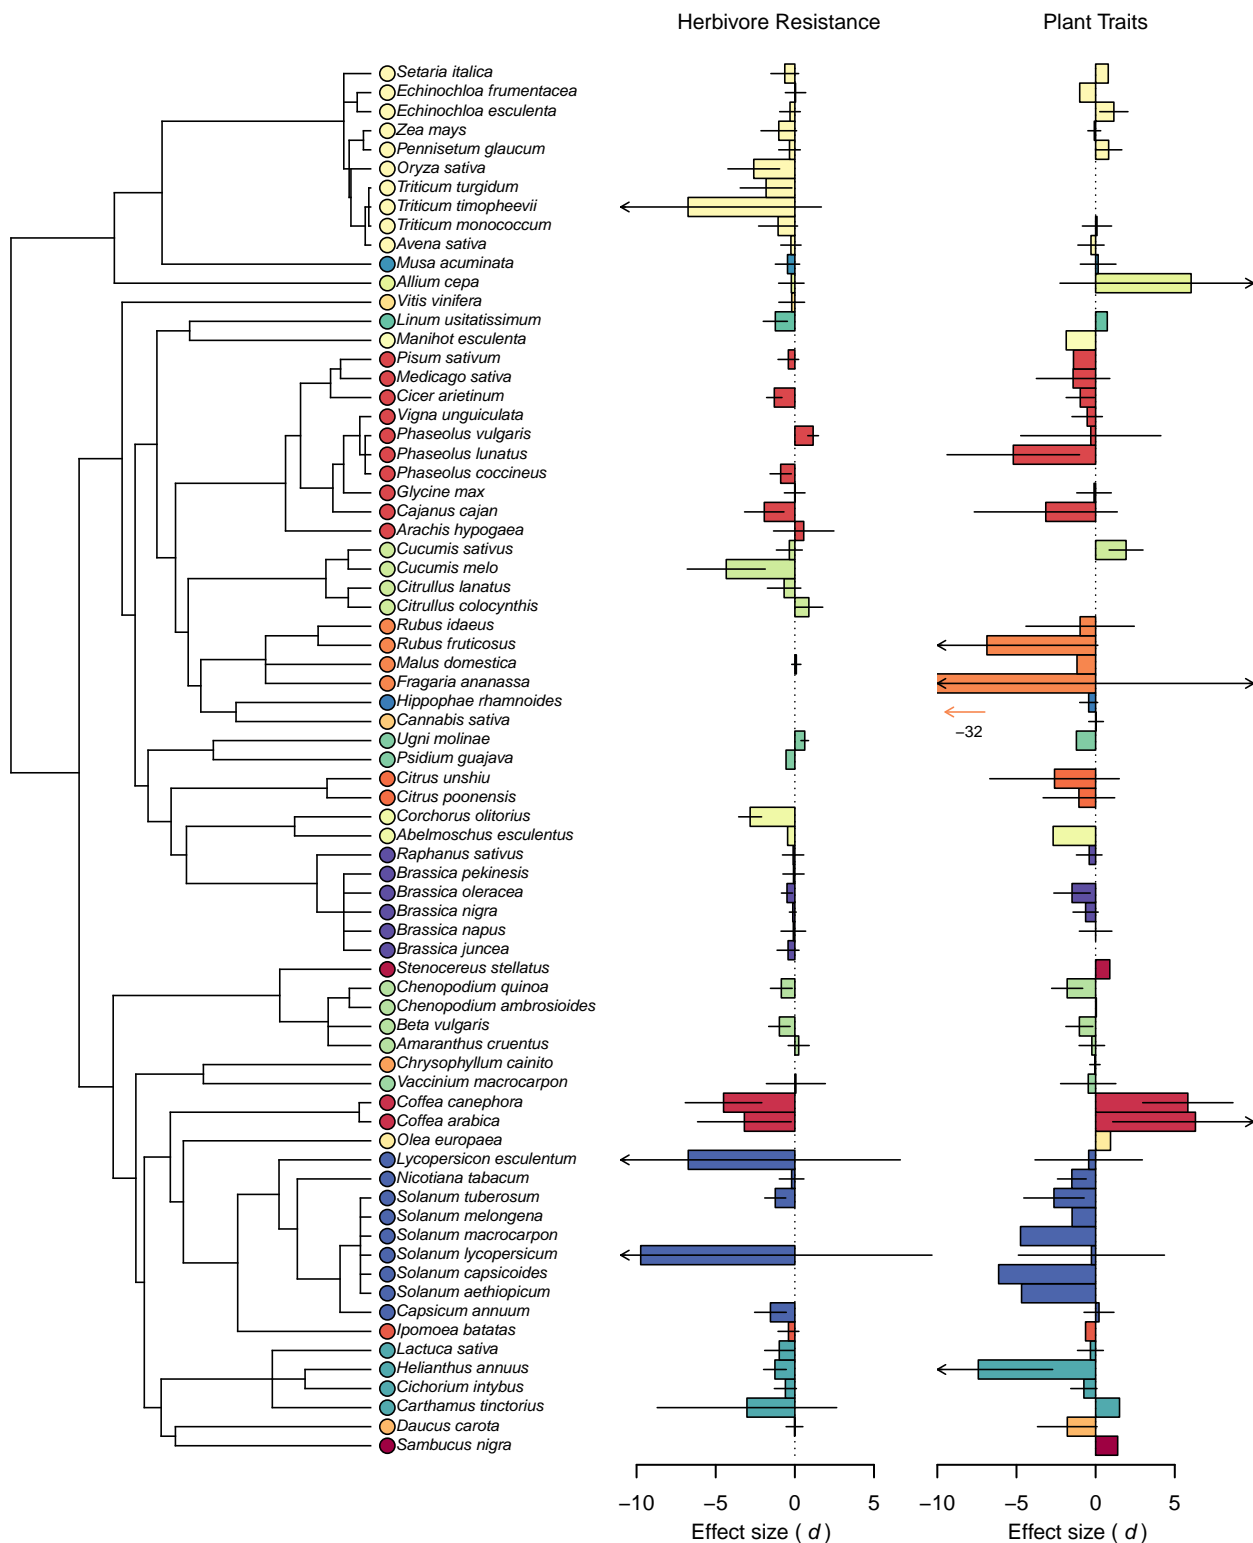 Herbivore Resistance
Plant Traits
Setaria italica
Echinochloa frumentacea
Echinochloa esculenta
Zea mays
Pennisetum glaucum
Oryza sativa
Triticum turgidum
Triticum timopheevii
Triticum monococcum
Avena sativa
Musa acuminata
Allium cepa
Vitis vinifera
Linum usitatissimum
Manihot esculenta
Pisum sativum
Medicago sativa
Cicer arietinum
Vigna unguiculata
Phaseolus vulgaris
Phaseolus lunatus
Phaseolus coccineus
Glycine max
Cajanus cajan
Arachis hypogaea
Cucumis sativus
Cucumis melo
Citrullus lanatus
Citrullus colocynthis
Rubus idaeus
Rubus fruticosus
Malus domestica
Fragaria ananassa
Hippophae rhamnoides
Cannabis sativa
−32
Ugni molinae
Psidium guajava
Citrus unshiu
Citrus poonensis
Corchorus olitorius
Abelmoschus esculentus
Raphanus sativus
Brassica pekinesis
Brassica oleracea
Brassica nigra
Brassica napus
Brassica juncea
Stenocereus stellatus
Chenopodium quinoa
Chenopodium ambrosioides
Beta vulgaris
Amaranthus cruentus
Chrysophyllum cainito
Vaccinium macrocarpon
Coffea canephora
Coffea arabica
Olea europaea
Lycopersicon esculentum
Nicotiana tabacum
Solanum tuberosum
Solanum melongena
Solanum macrocarpon
Solanum lycopersicum
Solanum capsicoides
Solanum aethiopicum
Capsicum annuum
Ipomoea batatas
Lactuca sativa
Helianthus annuus
Cichorium intybus
Carthamus tinctorius
Daucus carota
Sambucus nigra
−10 −5 0 5
−10 −5 0 5
Effect size ( d )
Effect size ( d )